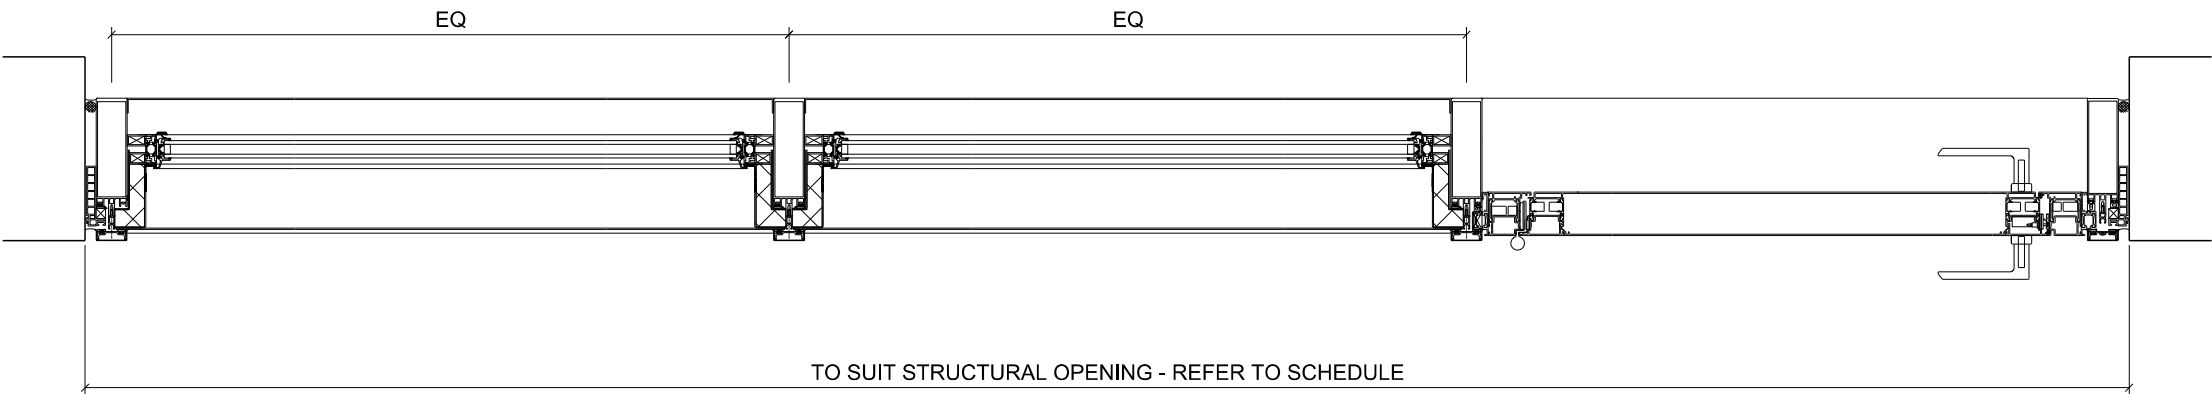 EQ
EQ
TO SUIT STRUCTURAL OPENING - REFER TO SCHEDULE